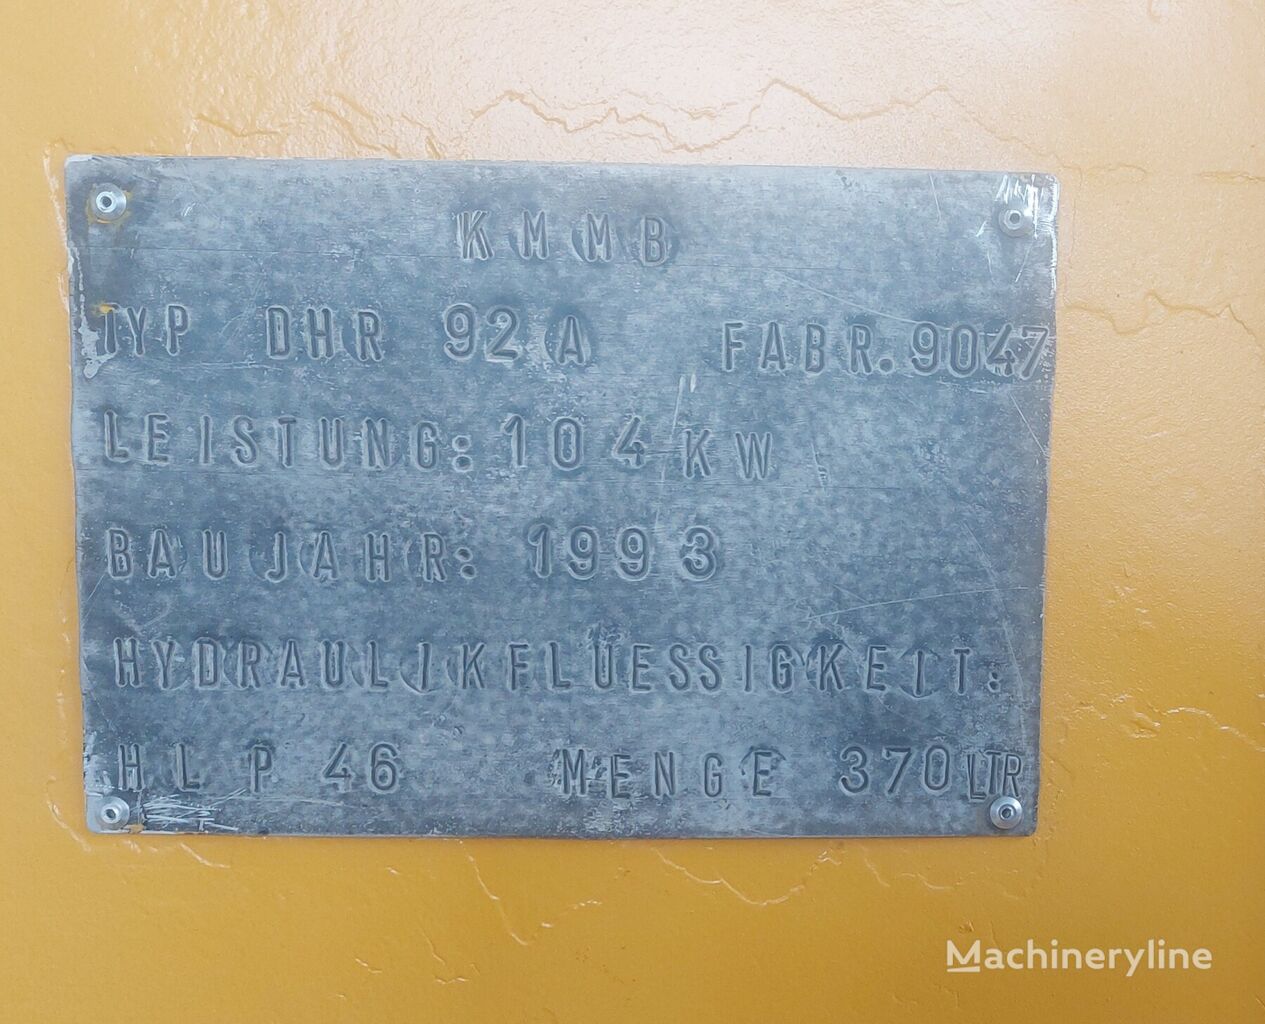 KMMB
TYP DHR 92 A FABR. 9047
LEISTUNG: 104 KW
BAUJAHR: 1993
HYDRAULIKFLUESSIGKEIT:
HLP 46 MENGE 370 LTR
Machineryline